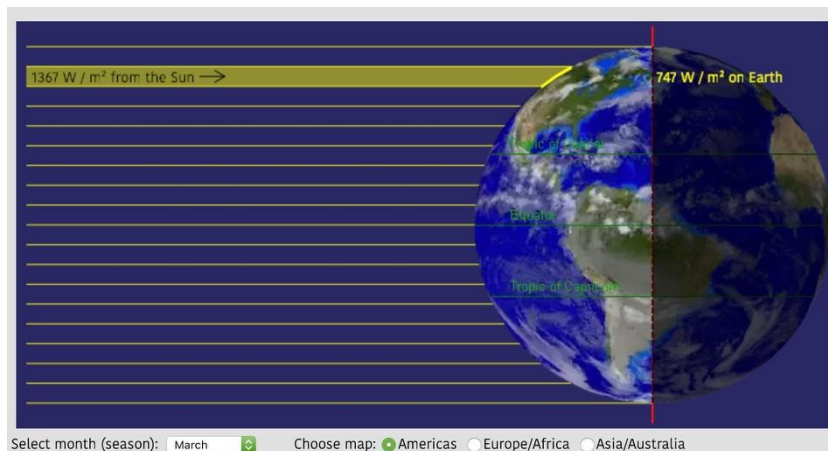 1367 W / m² from the Sun →
747 W / m² on Earth
Tropic of Cancer
Equator
Tropic of Capricorn
Select month (season): March Choose map: Americas Europe/Africa Asia/Australia